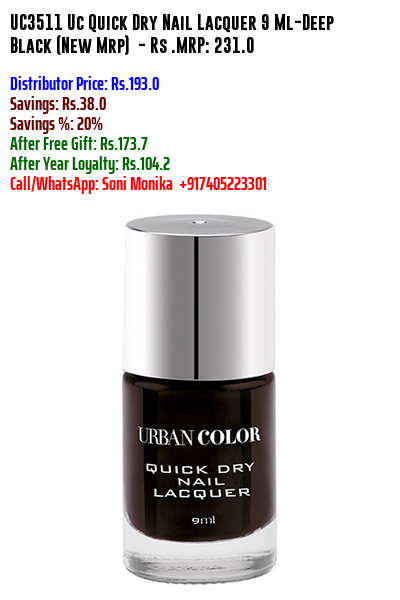 UC3511 Uc Quick Dry Nail Lacquer 9 Ml-Deep
Black (New Mrp) - Rs .MRP: 231.0
Distributor Price: Rs.193.0
Savings: Rs.38.0
Savings %: 20%
After Free Gift: Rs.173.7
After Year Loyalty: Rs.104.2
Call/WhatsApp: Soni Monika +917405223301
URBAN COLOR
QUICK DRY
NAIL
LACQUER
9ml